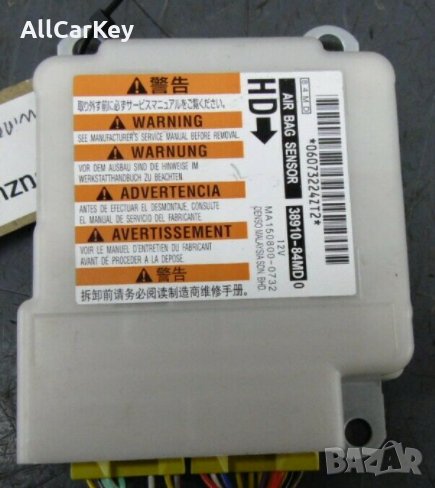 AllCarKey
警告
取り外す前に必ずサービスマニュアルをご覧ください。
WARNING
SEE MANUFACTURER'S SERVICE MANUAL BEFORE REMOVAL.
WARNUNG
VOR DEM AUSBAU SIND DIE HINWEISE IM
WERKSTATTHANDBUCH ZU BEACHTEN
ADVERTENCIA
ANTES DE EFECTUAR EL DESMONTAJE, CONSULTE
EL MANUAL DE SERVICIO DEL FABRICANTE.
AVERTISSEMENT
VOIR LE MANUEL D'ENTRETIEN DU FABRICANT
AVANT DE PROCEDER A LA DEPOSE.
警告
拆卸前请务必阅读制造商维修手册.
HD
84MD
AIR BAG SENSOR
38910-84MD0
12V
MA150800-0732
DENSO MALAYSIA SDN. BHD.
*060732242T2*
BAZAR